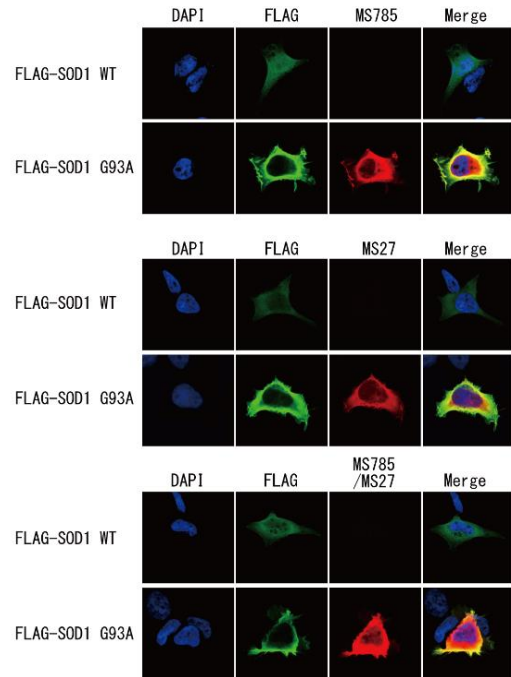 DAPI FLAG MS785 Merge
FLAG-SOD1 WT
FLAG-SOD1 G93A
DAPI FLAG MS27 Merge
FLAG-SOD1 WT
FLAG-SOD1 G93A
DAPI FLAG MS785
/MS27 Merge
FLAG-SOD1 WT
FLAG-SOD1 G93A